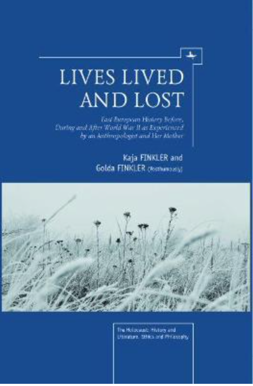 LIVES LIVED
AND LOST
East European History Before,
During and After World War II as Experienced
by an Anthropologist and Her Mother
Kaja FINKLER and
Golda FINKLER (Posthumously)
The Holocaust: History and
Literature, Ethics and Philosophy